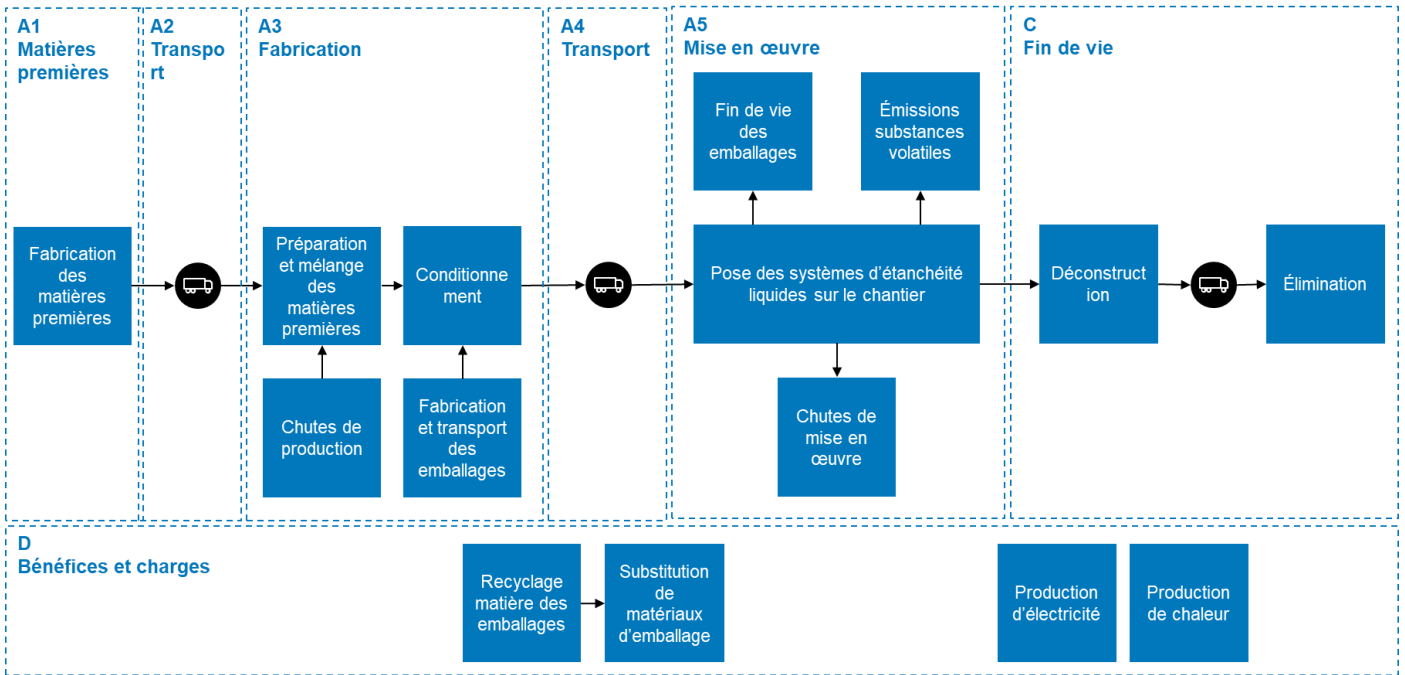 A1
Matières
premières
A2
Transpo
rt
A3
Fabrication
A4
Transport
A5
Mise en œuvre
C
Fin de vie
Fin de vie
des
emballages
Émissions
substances
volatiles
Fabrication
des
matières
premières
Préparation
et mélange
des
matières
premières
Conditionne
ment
Pose des systèmes d’étanchéité
liquides sur le chantier
Déconstruct
ion
Élimination
Chutes de
production
Fabrication
et transport
des
emballages
Chutes de
mise en
œuvre
D
Bénéfices et charges
Recyclage
matière des
emballages
Substitution
de
matériaux
d’emballage
Production
d’électricité
Production
de chaleur